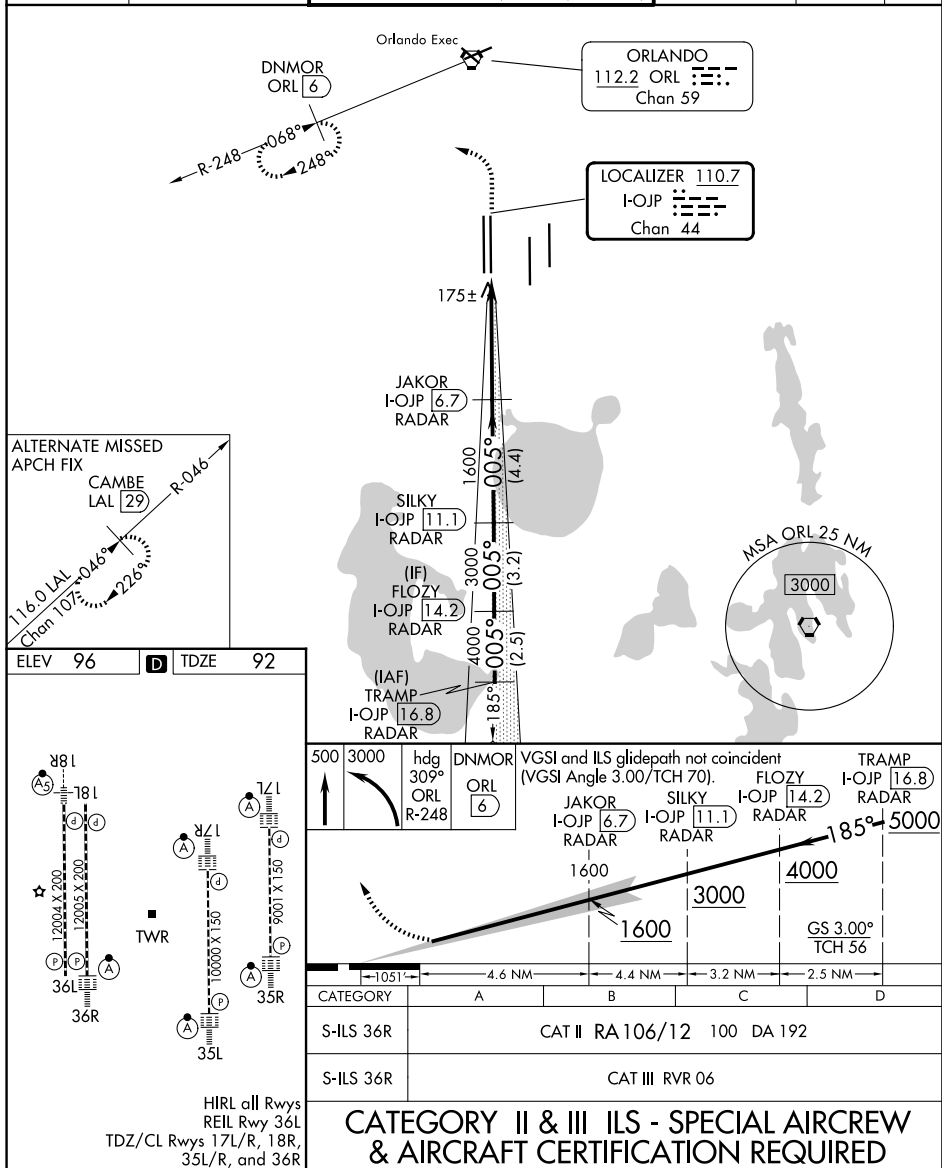 Orlando Exec
ORLANDO
112.2 ORL
Chan 59
DNMOR
ORL 6
R-248
068°
248°
LOCALIZER 110.7
I-OJP
Chan 44
175±
JAKOR
I-OJP 6.7
RADAR
1600
005°
(4.4)
SILKY
I-OJP 11.1
RADAR
3000
005°
(3.2)
(IF)
FLOZY
I-OJP 14.2
RADAR
4000
005°
(2.5)
(IAF)
TRAMP
I-OJP 16.8
RADAR
185°
ALTERNATE MISSED
APCH FIX
CAMBE
LAL 29
R-046
046°
226°
116.0 LAL
Chan 107
MSA ORL 25 NM
3000
ELEV 96 D TDZE 92
18R
A5
18L
P
P
12004 X 200
12005 X 200
P
P
36L
A
36R
TWR
17R
A
P
10000 X 150
P
A
35L
17L
A
P
9001 X 150
P
A
35R
HIRL all Rwys
REIL Rwy 36L
TDZ/CL Rwys 17L/R, 18R,
35L/R, and 36R
500
3000
hdg
309°
ORL
R-248
DNMOR
ORL
6
VGSI and ILS glidepath not coincident
(VGSI Angle 3.00/TCH 70).
JAKOR
I-OJP 6.7
RADAR
SILKY
I-OJP 11.1
RADAR
FLOZY
I-OJP 14.2
RADAR
TRAMP
I-OJP 16.8
RADAR
185°
5000
4000
3000
1600
1600
GS 3.00°
TCH 56
1051'
4.6 NM
4.4 NM
3.2 NM
2.5 NM
CATEGORY A B C D
S-ILS 36R CAT II RA 106/12 100 DA 192
S-ILS 36R CAT III RVR 06
CATEGORY II & III ILS - SPECIAL AIRCREW
& AIRCRAFT CERTIFICATION REQUIRED